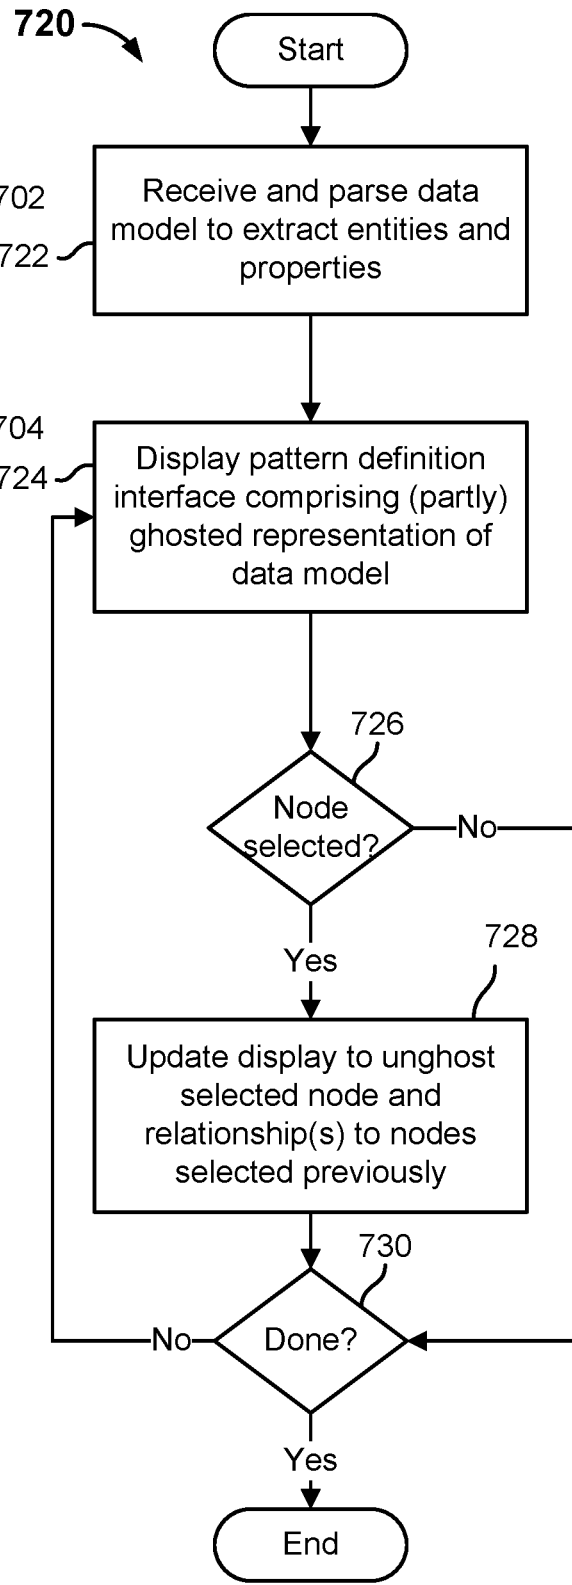 720
Start
702
Receive and parse data
model to extract entities and
properties
722
704
724
Display pattern definition
interface comprising (partly)
ghosted representation of
data model
726
Node
selected?
No
Yes
728
Update display to unghost
selected node and
relationship(s) to nodes
selected previously
730
Done?
No
Yes
End